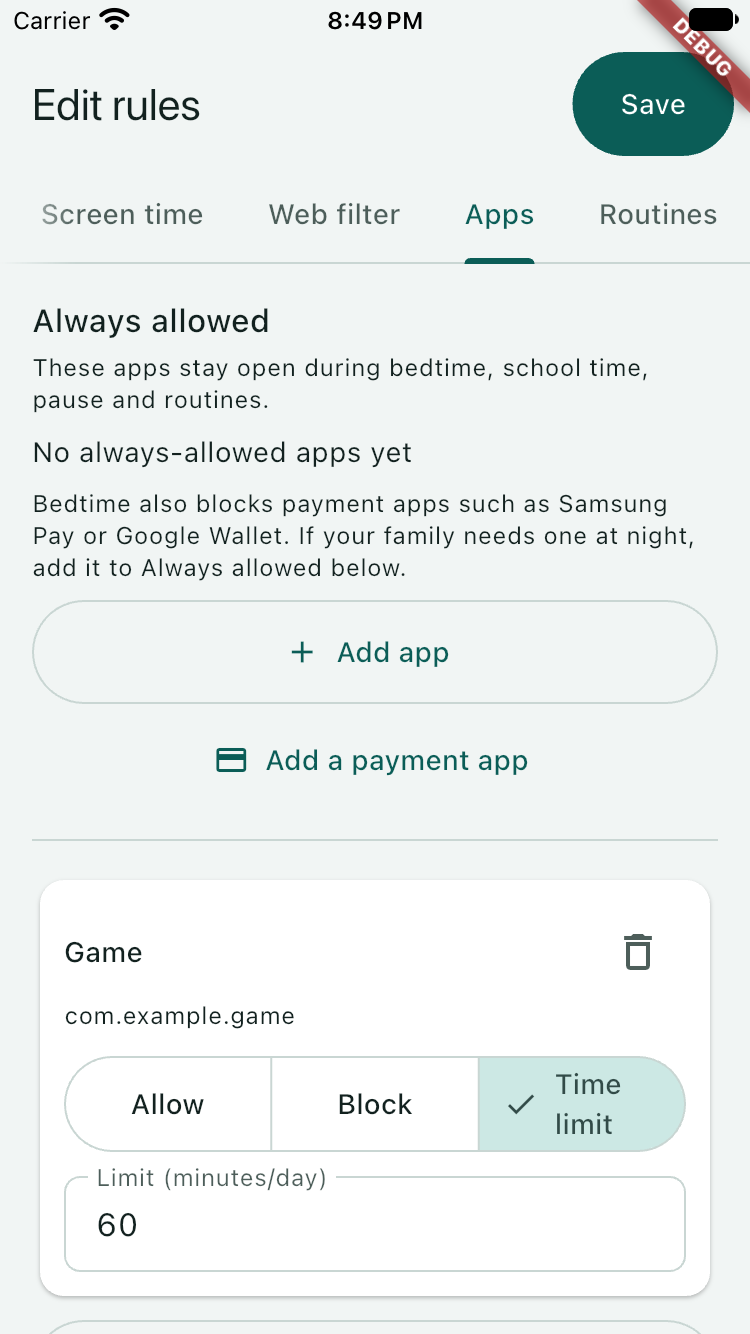 Carrier 8:49 PM
DEBUG
Edit rules
Save
Screen time Web filter Apps Routines
Always allowed
These apps stay open during bedtime, school time,
pause and routines.
No always-allowed apps yet
Bedtime also blocks payment apps such as Samsung
Pay or Google Wallet. If your family needs one at night,
add it to Always allowed below.
+ Add app
Add a payment app
Game
com.example.game
Allow
Block
Time
limit
Limit (minutes/day)
60